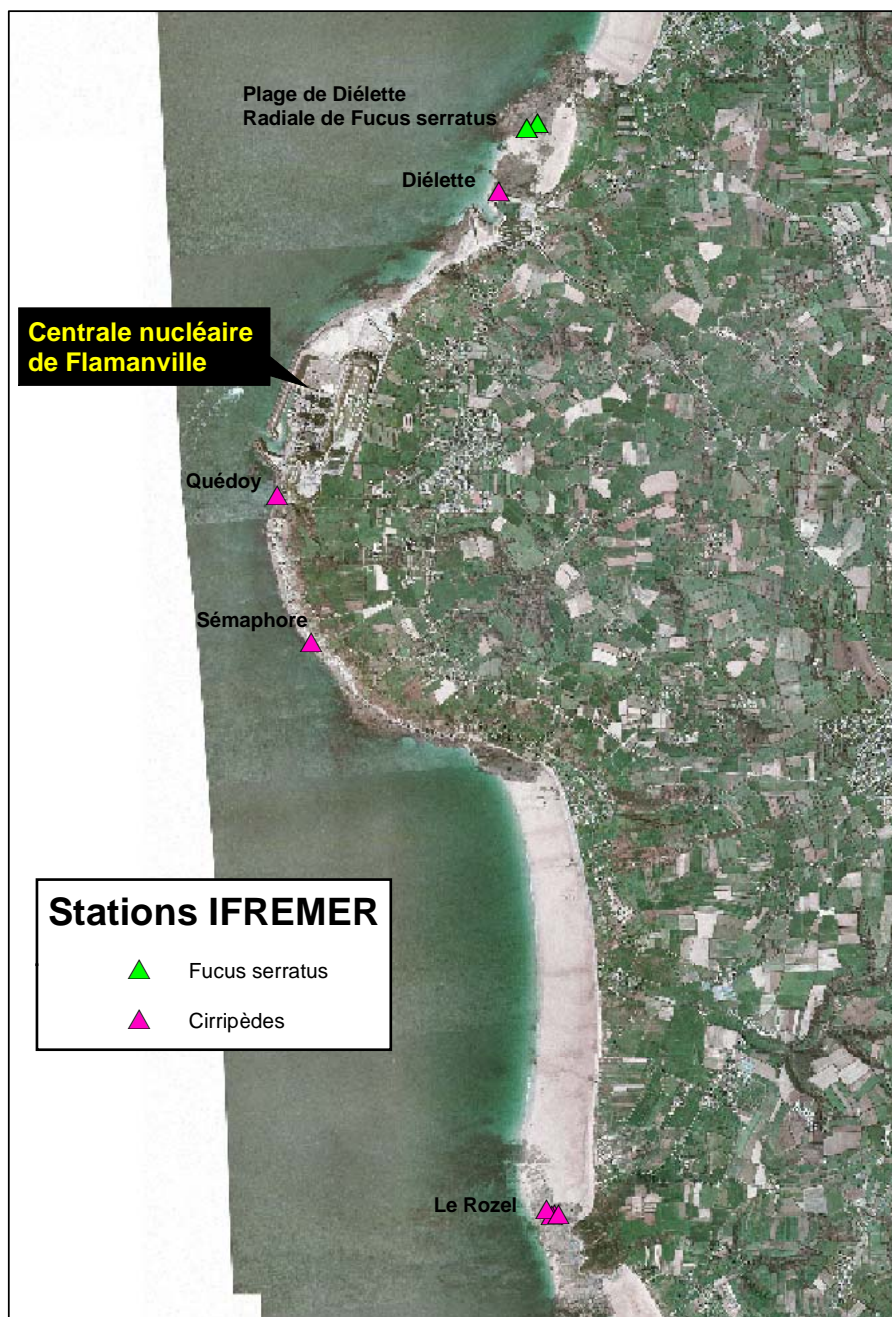 Plage de Diélette
Radiale de Fucus serratus
Diélette
Centrale nucléaire
de Flamanville
Quédoy
Sémaphore
Stations IFREMER
Fucus serratus
Cirripèdes
Le Rozel